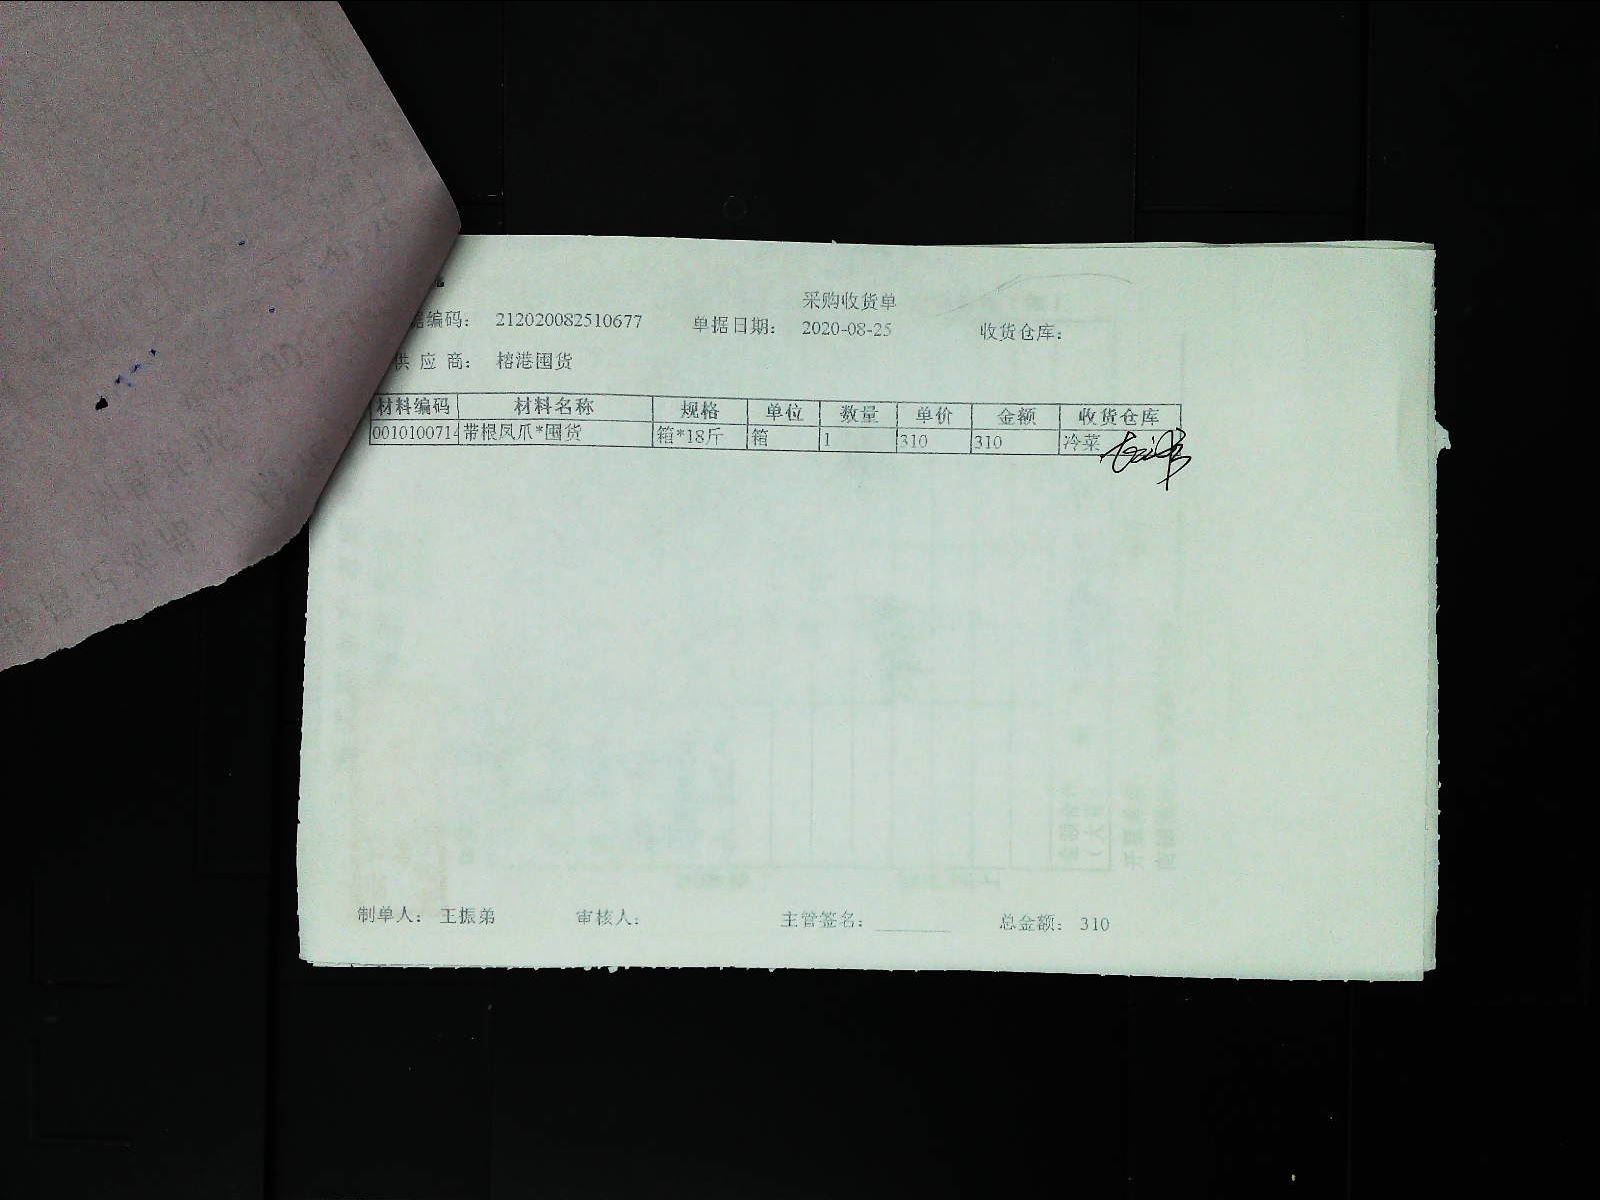 采购收货单
据编码: 212020082510677 单据日期: 2020-08-25 收货仓库:
供应商: 榕港囤货
材料编码 材料名称 规格 单位 数量 单价 金额 收货仓库
0010100714 带根凤爪*囤货 箱*18斤 箱 1 310 310 冷菜
制单人: 王振弟 审核人: 主管签名: 总金额: 310